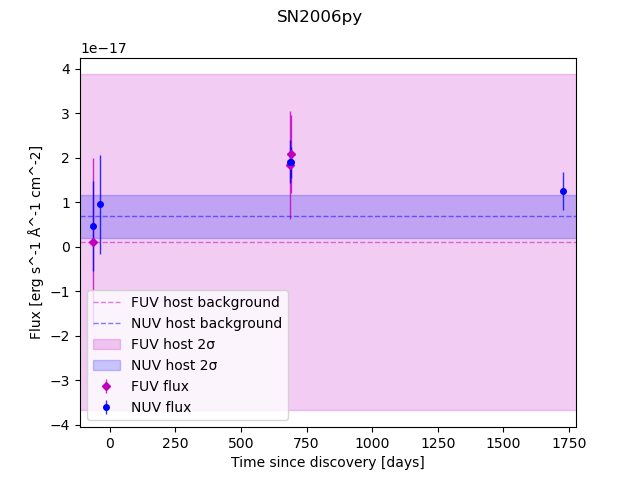 SN2006py
1e−17
4
3
2
1
0
−1
−2
−3
−4
Flux [erg s^-1 Å^-1 cm^-2]
FUV host background
NUV host background
FUV host 2σ
NUV host 2σ
FUV flux
NUV flux
0 250 500 750 1000 1250 1500 1750
Time since discovery [days]